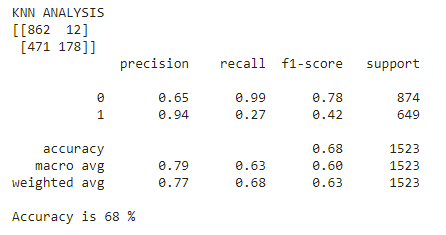 KNN ANALYSIS
[[862  12]
 [471 178]]
              precision    recall  f1-score   support

           0       0.65      0.99      0.78       874
           1       0.94      0.27      0.42       649

    accuracy                           0.68      1523
   macro avg       0.79      0.63      0.60      1523
weighted avg       0.77      0.68      0.63      1523

Accuracy is 68 %